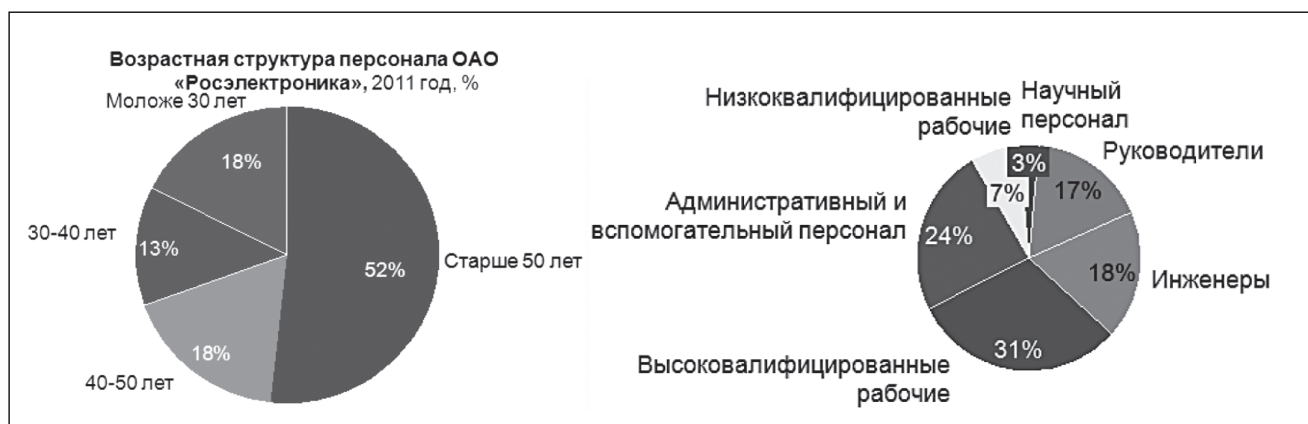 Возрастная структура персонала ОАО
«Росэлектроника», 2011 год, %
Моложе 30 лет
18%
30-40 лет
13%
52%
Старше 50 лет
18%
40-50 лет
Низкоквалифицированные
рабочие
Научный
персонал
3%
Руководители
7%
17%
Административный и
вспомогательный персонал
24%
18%
Инженеры
31%
Высоковалифицированные
рабочие